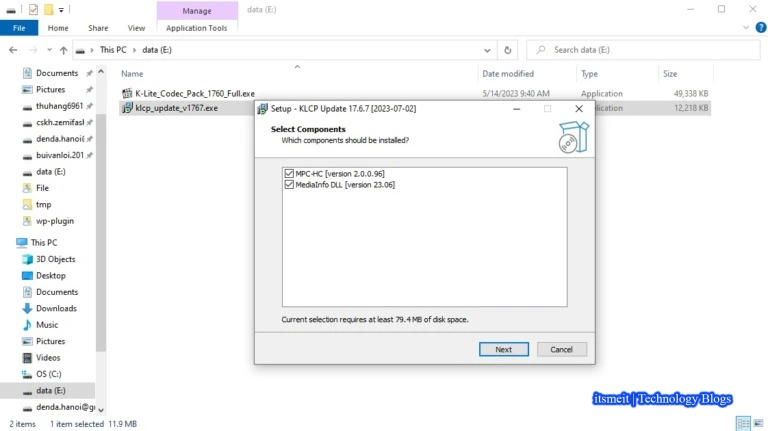 Manage
data (E:)
File
Home
Share
View
Application Tools
This PC
data (E:)
Search data (E:)
Documents
Pictures
thuhang6961
cskh.zemifash
denda.hanoi@
buivanloi.201
data (E:)
File
tmp
wp-plugin
This PC
3D Objects
Desktop
Documents
Downloads
Music
Pictures
Videos
OS (C:)
data (E:)
denda.hanoi@g
Name
Date modified
Type
Size
K-Lite_Codec_Pack_1760_Full.exe
5/14/2023 9:40 AM
Application
49,338 KB
klcp_update_v1767.exe
plication
12,218 KB
Setup - KLCP Update 17.6.7 [2023-07-02]
Select Components
Which components should be installed?
MPC-HC [version 2.0.0.96]
MediaInfo DLL [version 23.06]
Current selection requires at least 79.4 MB of disk space.
Next
Cancel
itsmeit | Technology Blogs
2 items
1 item selected 11.9 MB